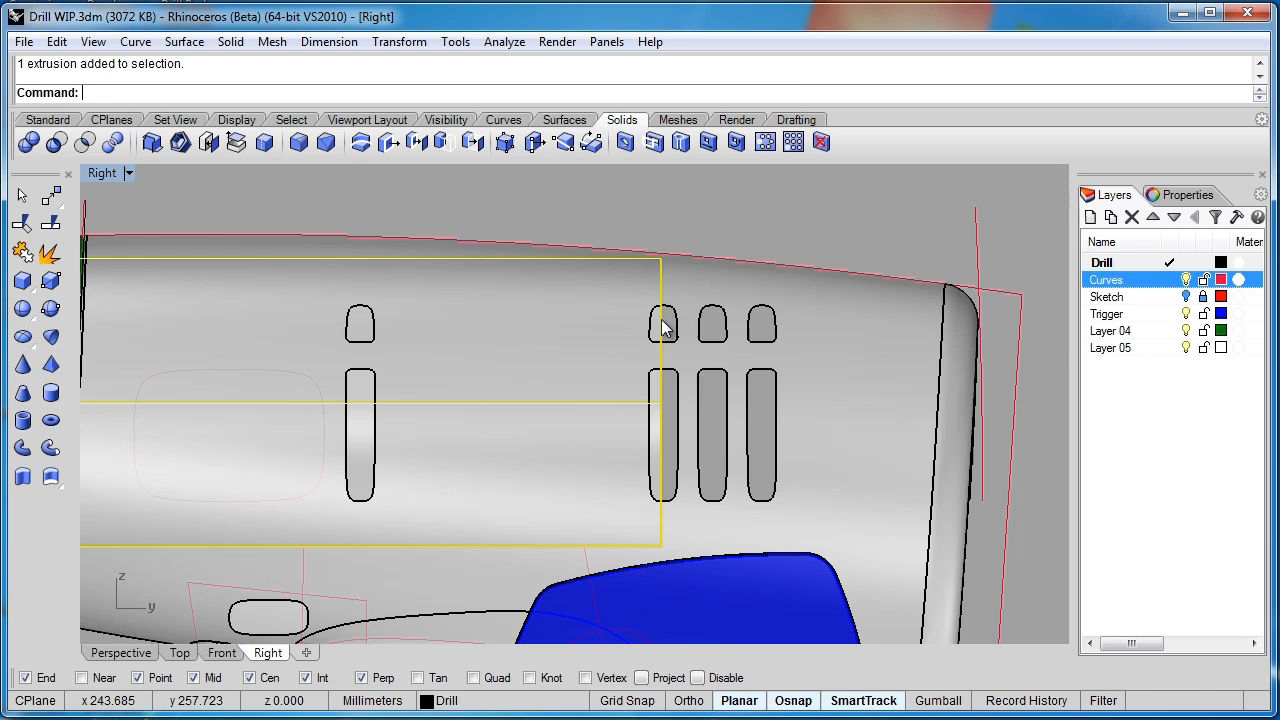 Drill WIP.3dm (3072 KB) - Rhinoceros (Beta) (64-bit VS2010) - [Right]
File Edit View Curve Surface Solid Mesh Dimension Transform Tools Analyze Render Panels Help
1 extrusion added to selection.
Command:
Standard CPlanes Set View Display Select Viewport Layout Visibility Curves Surfaces Solids Meshes Render Drafting
Right
Layers Properties
Name Mater
Drill
Curves
Sketch
Trigger
Layer 04
Layer 05
z
y
Perspective Top Front Right
End Near Point Mid Cen Int Perp Tan Quad Knot Vertex Project Disable
CPlane x 243.685 y 257.723 z 0.000 Millimeters Drill Grid Snap Ortho Planar Osnap SmartTrack Gumball Record History Filter